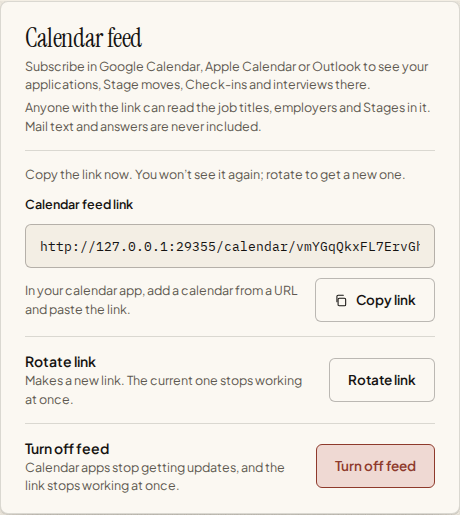 Calendar feed
Subscribe in Google Calendar, Apple Calendar or Outlook to see your
applications, Stage moves, Check-ins and interviews there.
Anyone with the link can read the job titles, employers and Stages in it.
Mail text and answers are never included.
Copy the link now. You won't see it again; rotate to get a new one.
Calendar feed link
http://127.0.0.1:29355/calendar/vmYGqQkxFL7ErvGh
In your calendar app, add a calendar from a URL
and paste the link.
Copy link
Rotate link
Makes a new link. The current one stops working
at once.
Rotate link
Turn off feed
Calendar apps stop getting updates, and the
link stops working at once.
Turn off feed